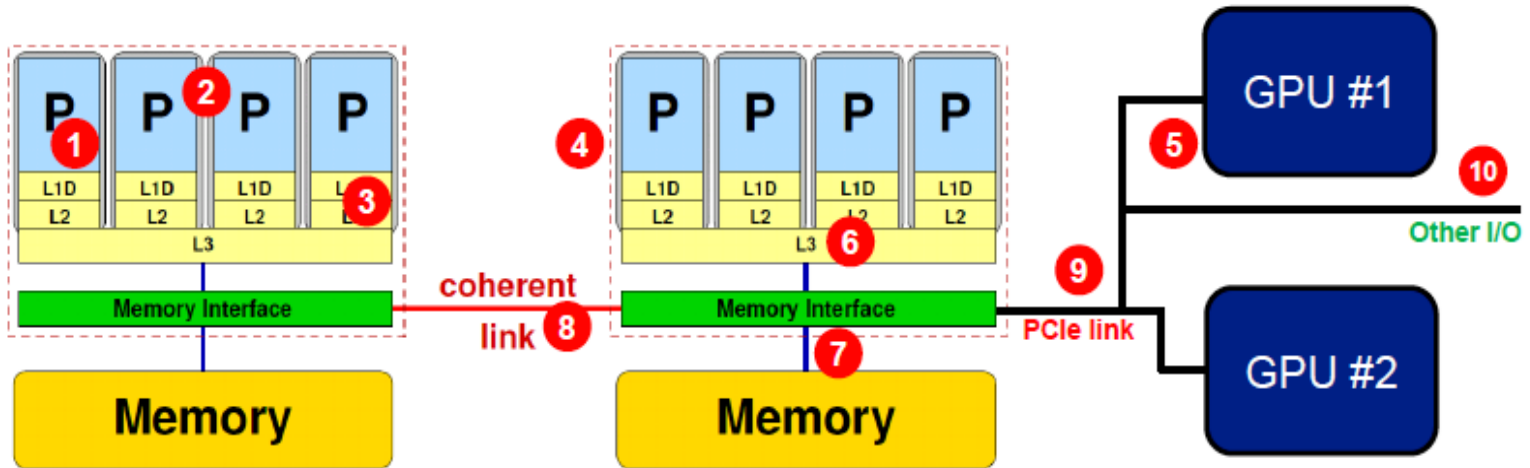 P P P P
1
2
L1D L1D L1D
L2 L2 L2
3
L3
Memory Interface
Memory
coherent
link
8
4
P P P P
L1D L1D L1D L1D
L2 L2 L2 L2
L3
6
Memory Interface
7
Memory
9
PCIe link
5
GPU #1
10
Other I/O
GPU #2